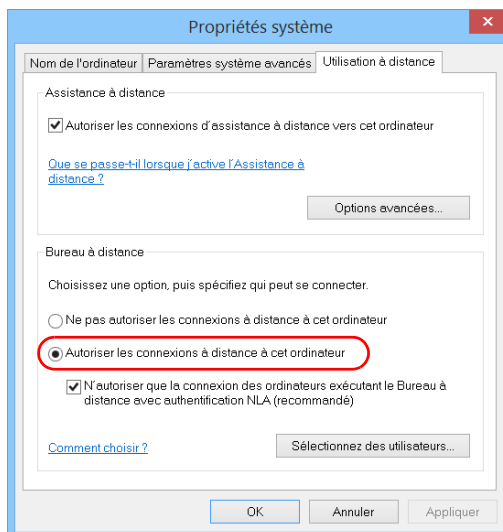 Propriétés système
Nom de l'ordinateur Paramètres système avancés Utilisation à distance
Assistance à distance
Autoriser les connexions d'assistance à distance vers cet ordinateur
Que se passe-t-il lorsque j'active l'Assistance à
distance ?
Options avancées...
Bureau à distance
Choisissez une option, puis spécifiez qui peut se connecter.
Ne pas autoriser les connexions à distance à cet ordinateur
Autoriser les connexions à distance à cet ordinateur
N'autoriser que la connexion des ordinateurs exécutant le Bureau à
distance avec authentification NLA (recommandé)
Comment choisir ?
Sélectionnez des utilisateurs...
OK Annuler Appliquer